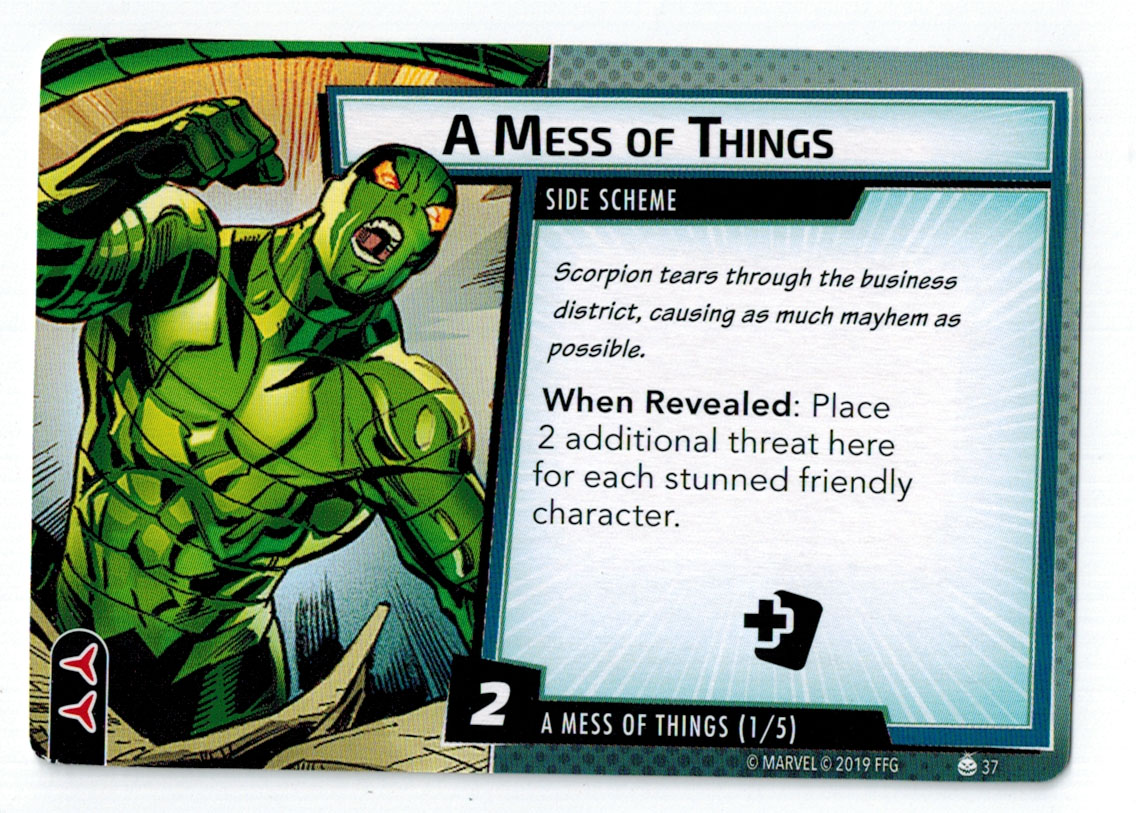 A MESS OF THINGS
SIDE SCHEME
Scorpion tears through the business
district, causing as much mayhem as
possible.
When Revealed: Place
2 additional threat here
for each stunned friendly
character.
2
A MESS OF THINGS (1/5)
© MARVEL © 2019 FFG
37